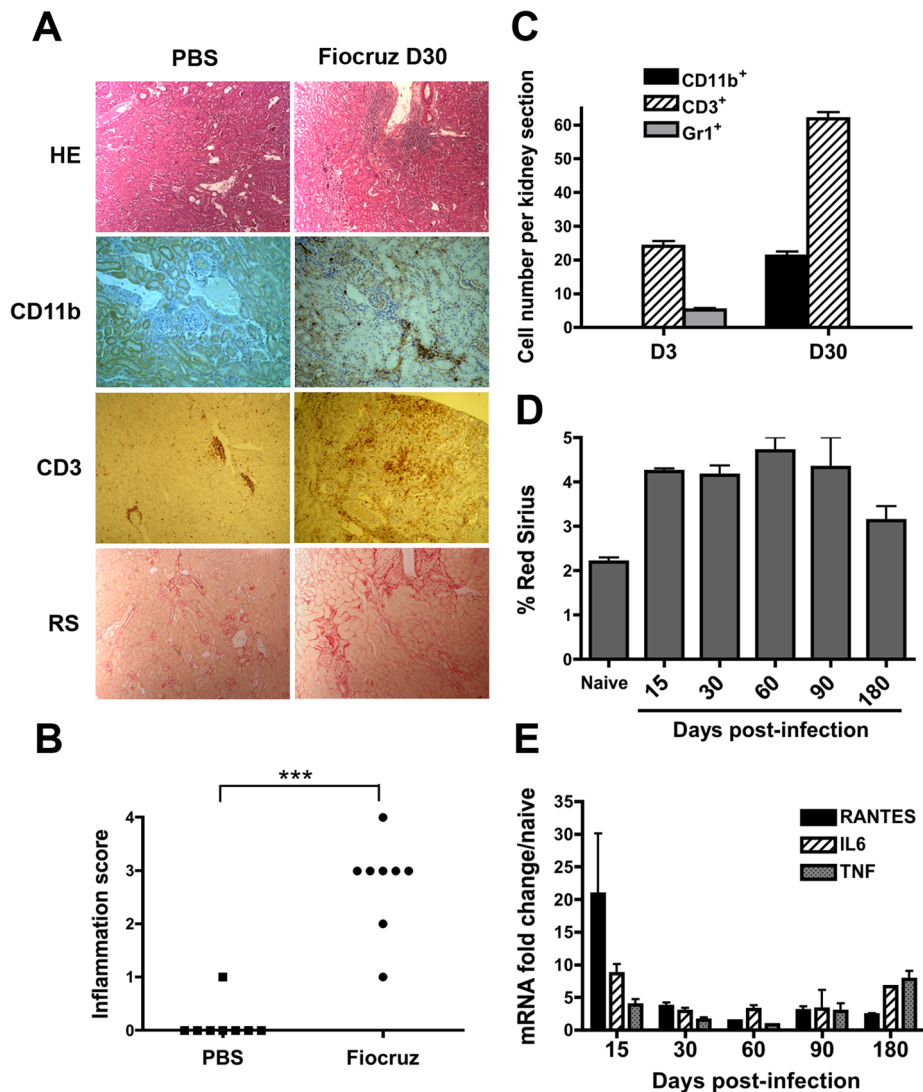 A
PBS
Fiocruz D30
HE
CD11b
CD3
RS
B
Inflammation score
4
3
2
1
0
***
PBS
Fiocruz
C
Cell number per kidney section
60
50
40
30
20
10
0
CD11b+
CD3+
Gr1+
D3
D30
D
% Red Sirius
5
4
3
2
1
0
Naive
15
30
60
90
180
Days post-infection
E
mRNA fold change/naive
35
30
25
20
15
10
5
0
RANTES
IL6
TNF
15
30
60
90
180
Days post-infection